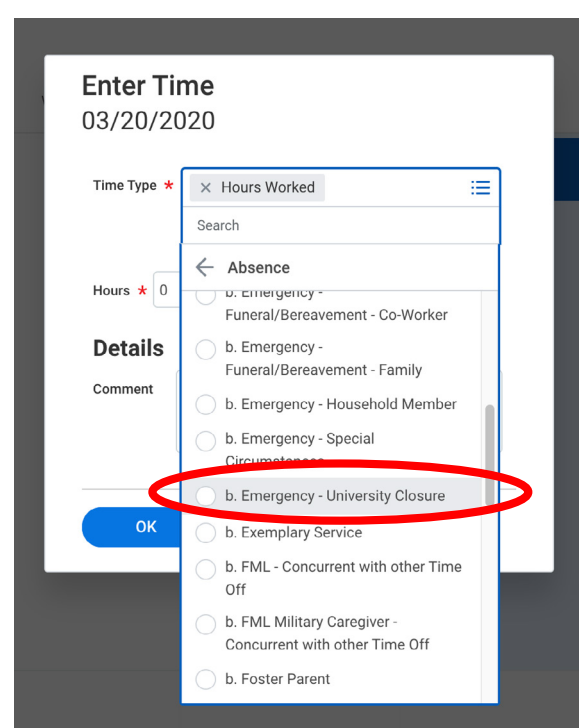 Enter Time
03/20/2020
Time Type *
× Hours Worked
Search
Absence
Hours * 0
b. Emergency -
Funeral/Bereavement - Co-Worker
Details
b. Emergency -
Funeral/Bereavement - Family
Comment
b. Emergency - Household Member
b. Emergency - Special
Circumstances
b. Emergency - University Closure
OK
b. Exemplary Service
b. FML - Concurrent with other Time
Off
b. FML Military Caregiver -
Concurrent with other Time Off
b. Foster Parent